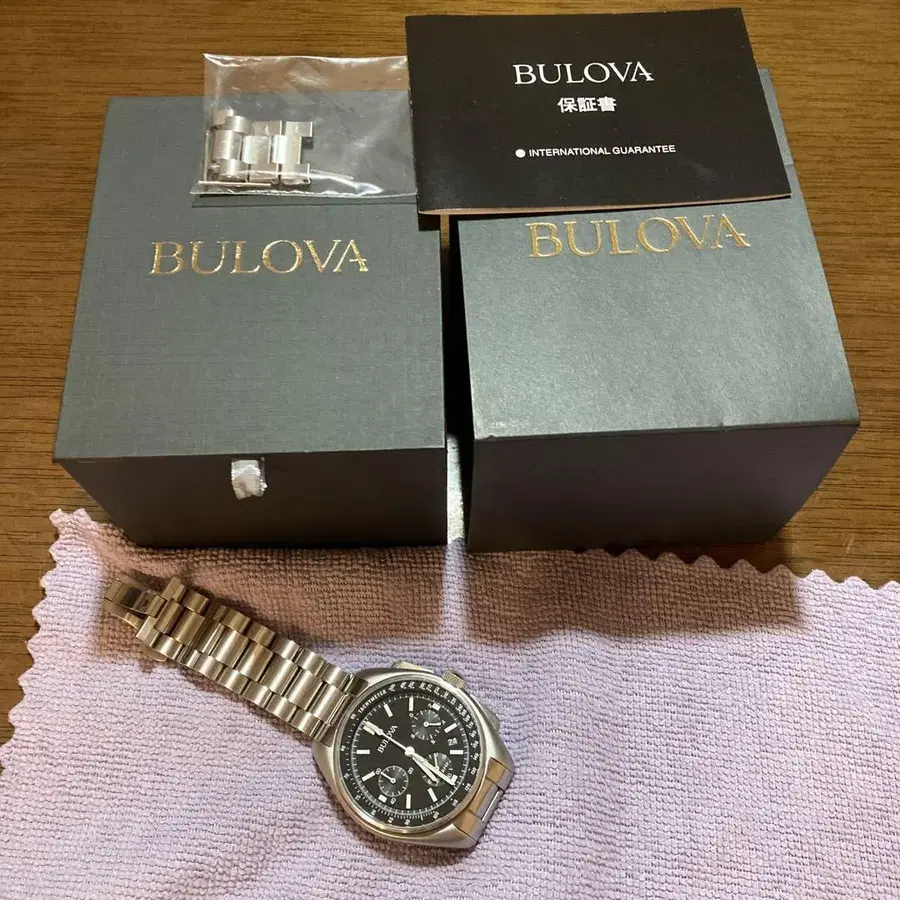 BULOVA
保証書
INTERNATIONAL GUARANTEE
BULOVA
BULOVA
TACHYMETER
BULOVA